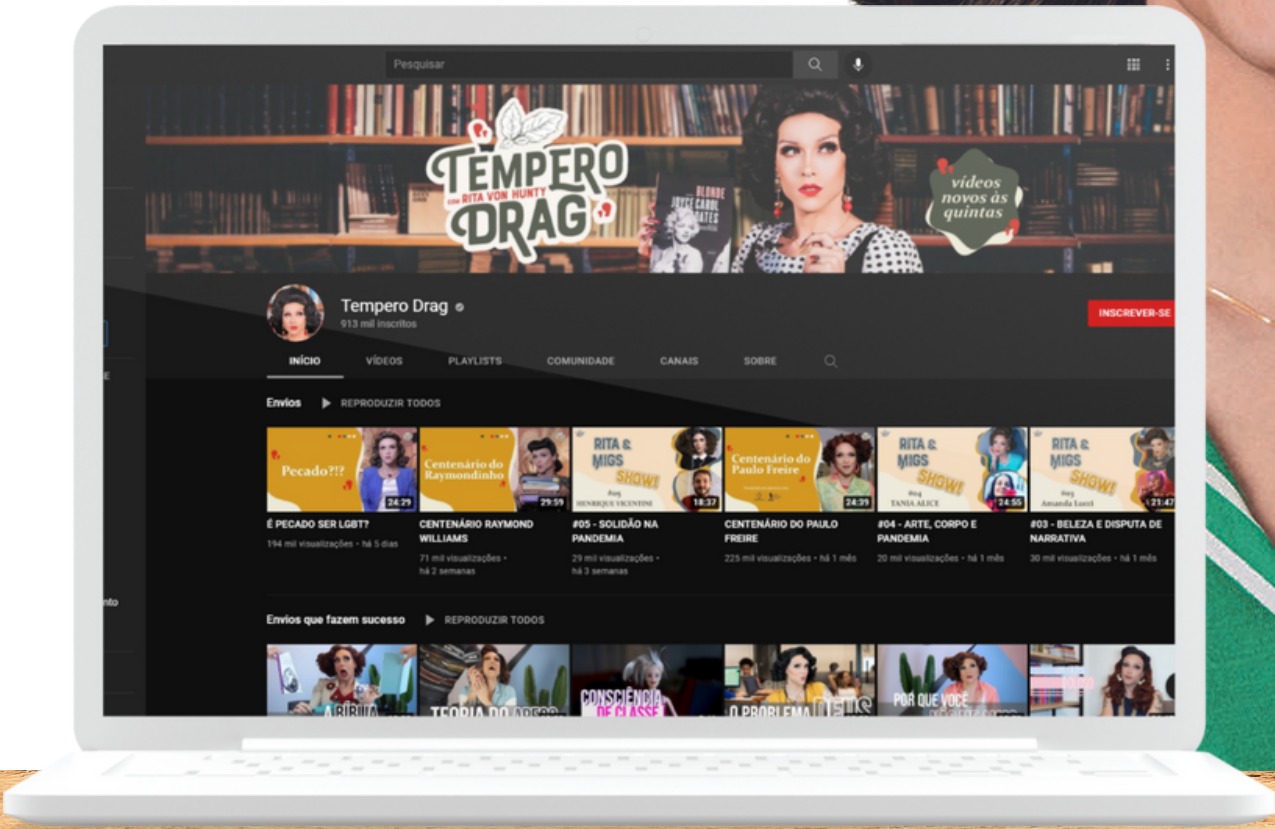 Pesquisar
TEMPERO
COM RITA VON HUNTY
DRAG
BLONDE
JOYCE CAROL
OATES
vídeos
novos às
quintas
Tempero Drag
913 mil inscritos
INSCREVER-SE
INÍCIO VÍDEOS PLAYLISTS COMUNIDADE CANAIS SOBRE
E
Envios REPRODUZIR TODOS
Pecado?!?
24:29
Centenário do
Raymondinho
29:59
RITA &
MIGS
SHOW!
#05
HENRIQUE VICENTINI
18:37
Centenário do
Paulo Freire
24:39
RITA &
MIGS
SHOW!
#04
TANIA ALICE
24:55
RITA &
MIGS
SHOW!
#03
Amanda Lucci
21:47
É PECADO SER LGBT?
194 mil visualizações • há 5 dias
CENTENÁRIO RAYMOND
WILLIAMS
71 mil visualizações •
há 2 semanas
#05 - SOLIDÃO NA
PANDEMIA
29 mil visualizações •
há 3 semanas
CENTENÁRIO DO PAULO
FREIRE
225 mil visualizações • há 1 mês
#04 - ARTE, CORPO E
PANDEMIA
20 mil visualizações • há 1 mês
#03 - BELEZA E DISPUTA DE
NARRATIVA
30 mil visualizações • há 1 mês
nto
Envios que fazem sucesso REPRODUZIR TODOS
A BÍBLIA
TEORIA DO AFEGO
CONSCIÊNCIA
DE CLASSE
O PROBLEMA DEUS
POR QUE VOCÊ